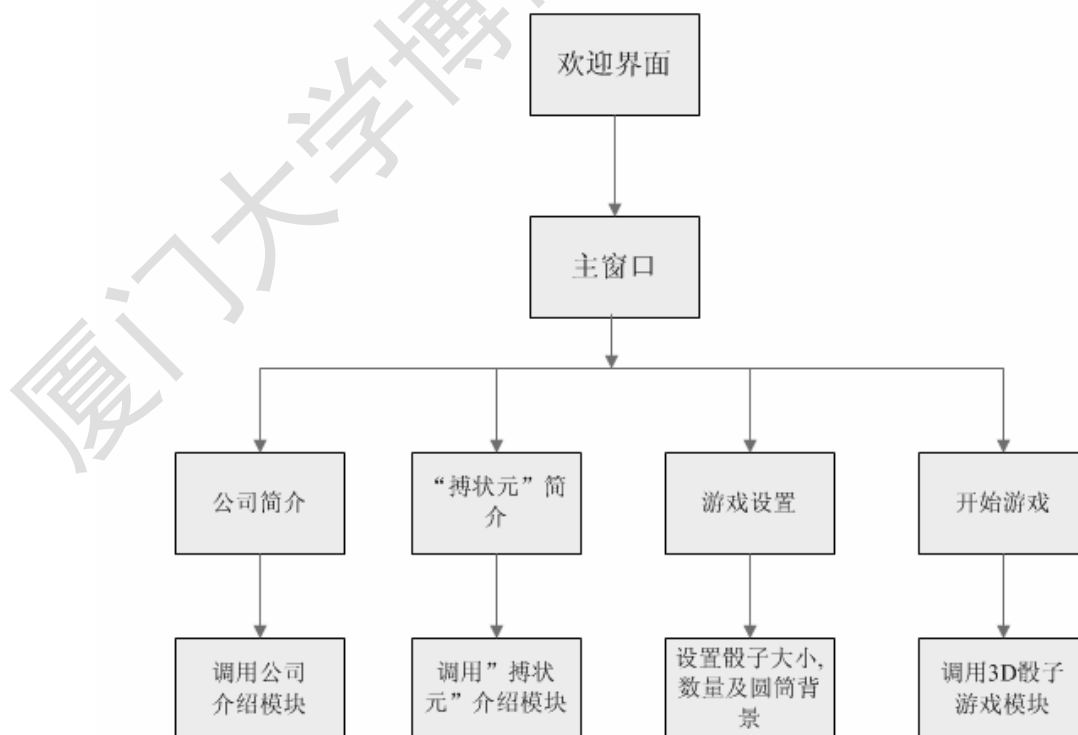 欢迎界面
主窗口
公司简介
“搏状元”简
介
游戏设置
开始游戏
调用公司
介绍模块
调用”搏状
元”介绍模块
设置骰子大小,
数量及圆筒背
景
调用3D骰子
游戏模块
厦门大学博